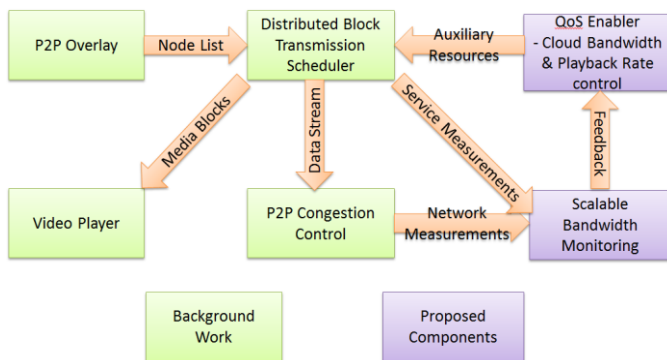 P2P Overlay
Node List
Distributed Block
Transmission
Scheduler
Auxiliary
Resources
QoS Enabler
- Cloud Bandwidth
& Playback Rate
control
Media Blocks
Data Stream
Service Measurements
Feedback
Video Player
P2P Congestion
Control
Network
Measurements
Scalable
Bandwidth
Monitoring
Background
Work
Proposed
Components